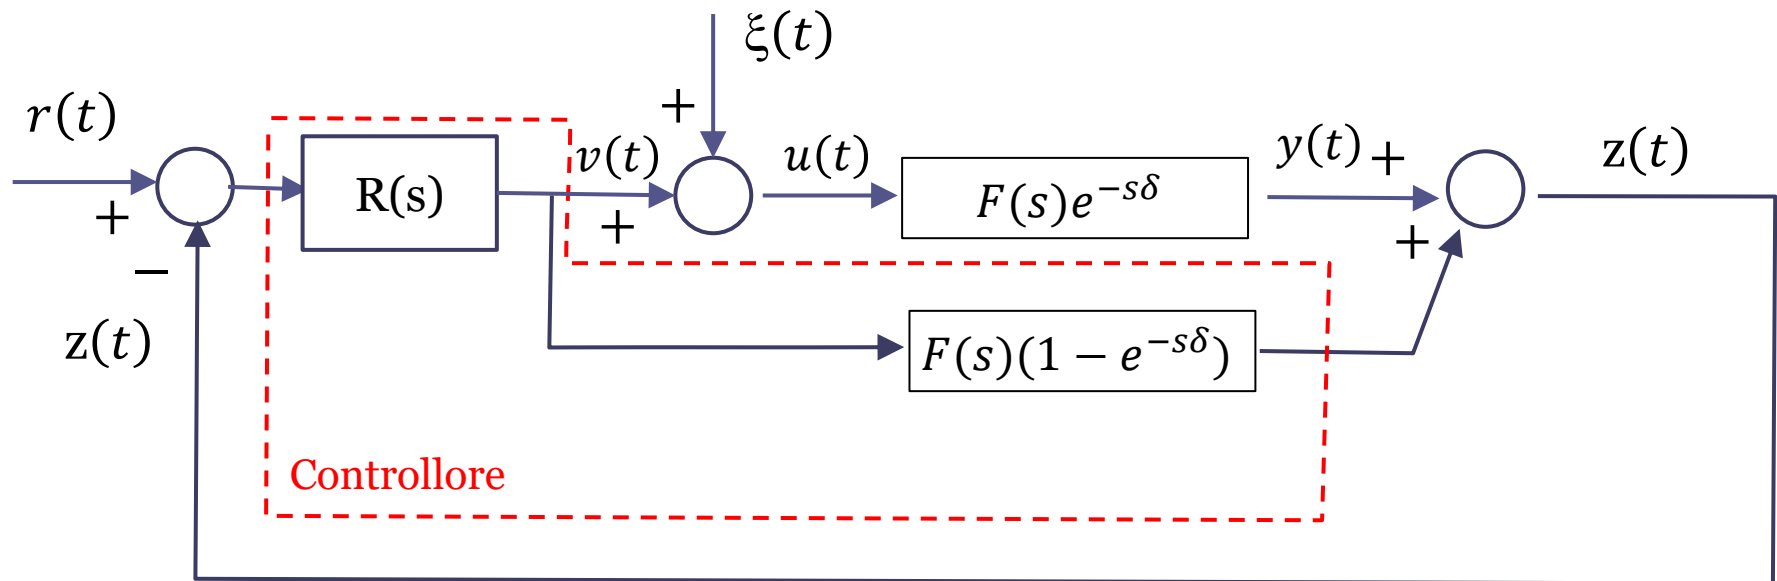 ξ(t)
r(t)
+
+
−
z(t)
R(s)
v(t)
+
u(t)
F(s)e^{−sδ}
y(t)
+
+
z(t)
F(s)(1 − e^{−sδ})
Controllore